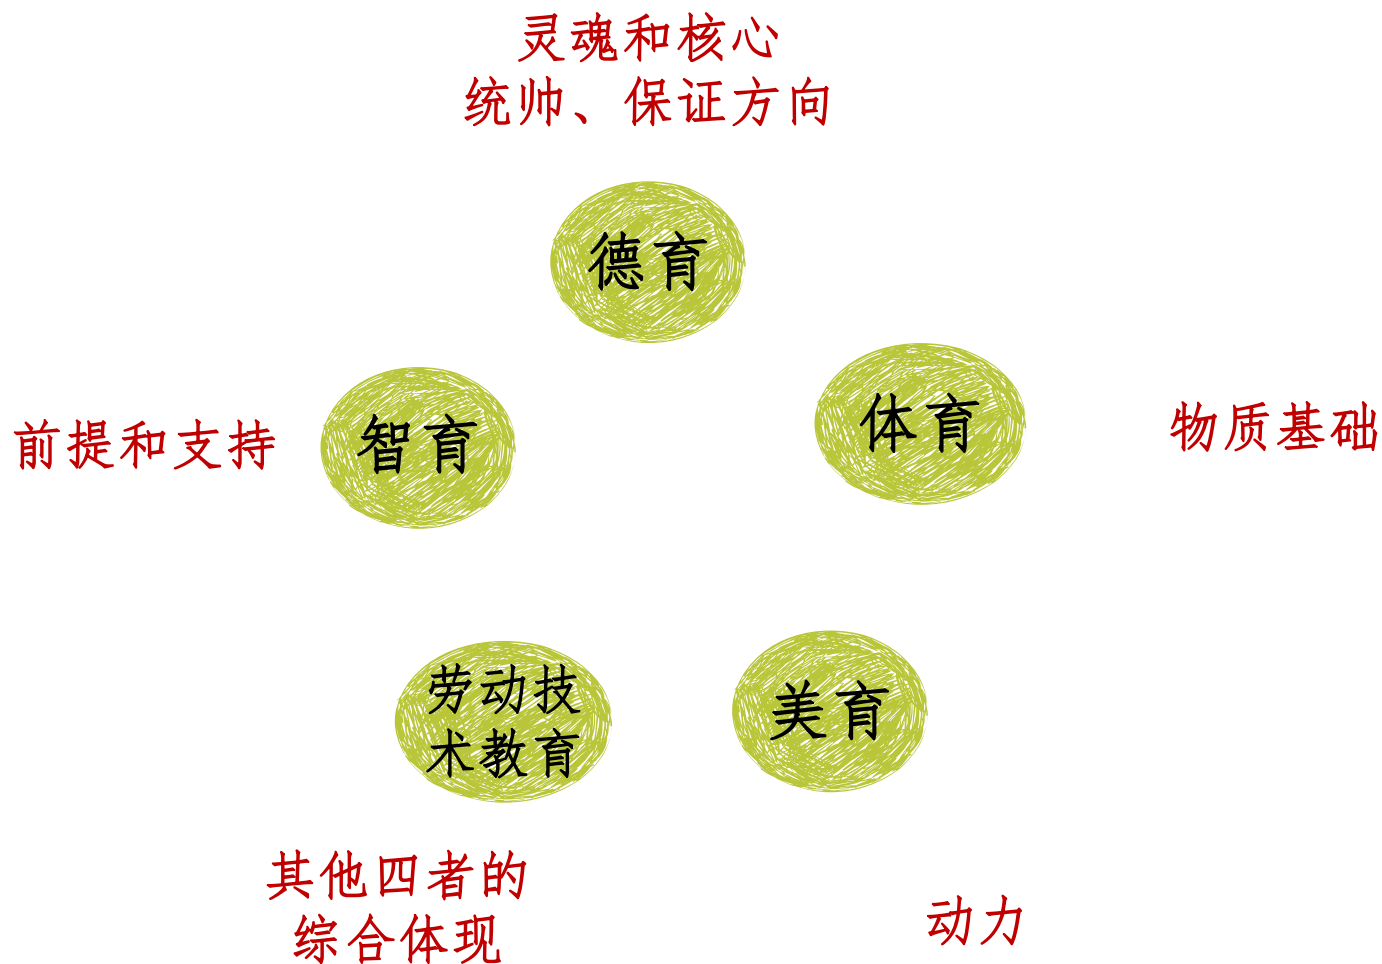 灵魂和核心
统帅、保证方向
德育
体育
物质基础
前提和支持
智育
劳动技
术教育
美育
其他四者的
综合体现
动力